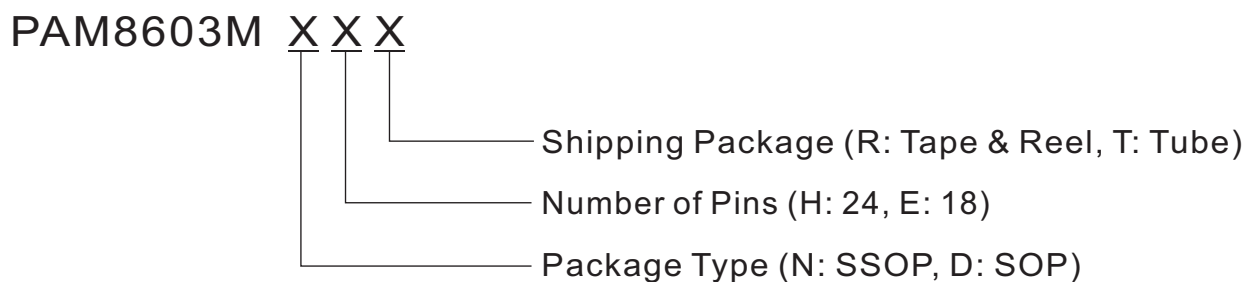 PAM8603M X X X
Shipping Package (R: Tape & Reel, T: Tube)
Number of Pins (H: 24, E: 18)
Package Type (N: SSOP, D: SOP)